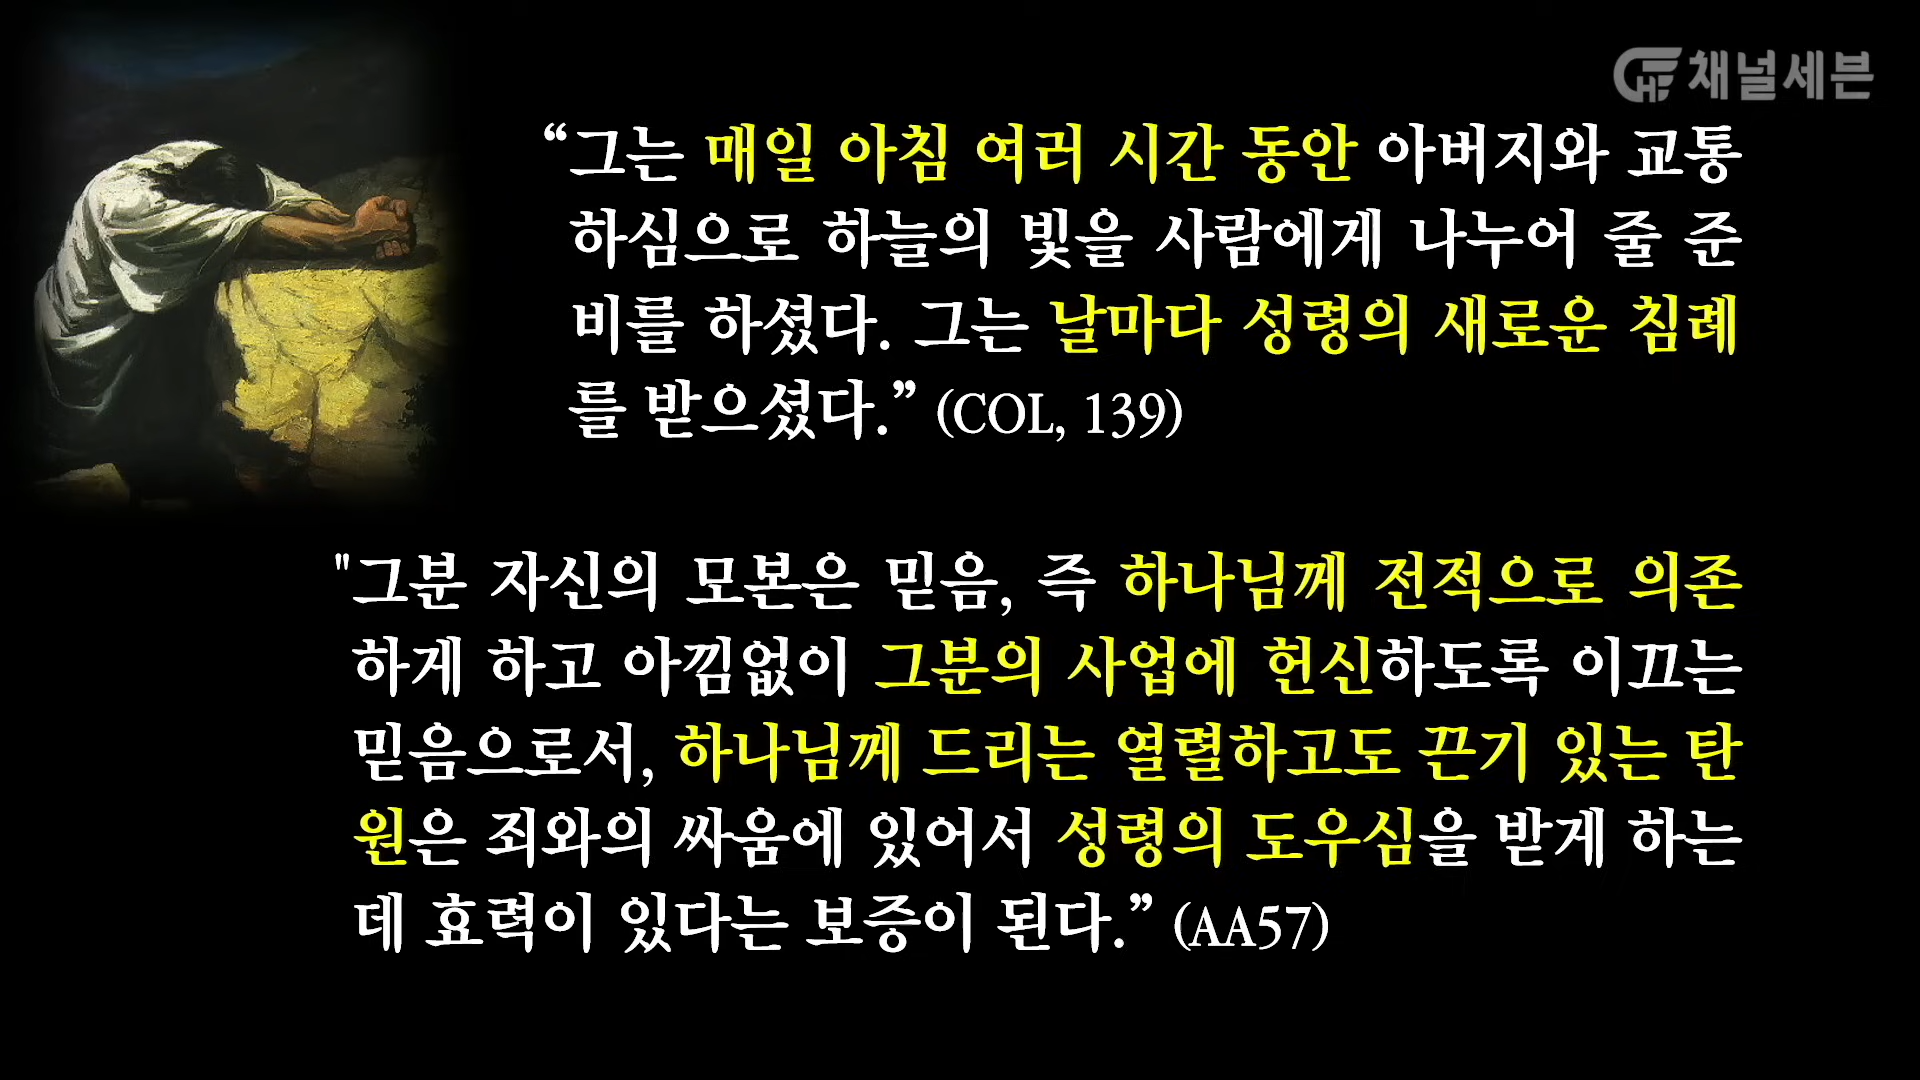 채널세븐
“그는 매일 아침 여러 시간 동안 아버지와 교통
하심으로 하늘의 빛을 사람에게 나누어 줄 준
비를 하셨다. 그는 날마다 성령의 새로운 침례
를 받으셨다.” (COL, 139)
"그분 자신의 모본은 믿음, 즉 하나님께 전적으로 의존
하게 하고 아낌없이 그분의 사업에 헌신하도록 이끄는
믿음으로서, 하나님께 드리는 열렬하고도 끈기 있는 탄
원은 죄와의 싸움에 있어서 성령의 도우심을 받게 하는
데 효력이 있다는 보증이 된다.” (AA57)